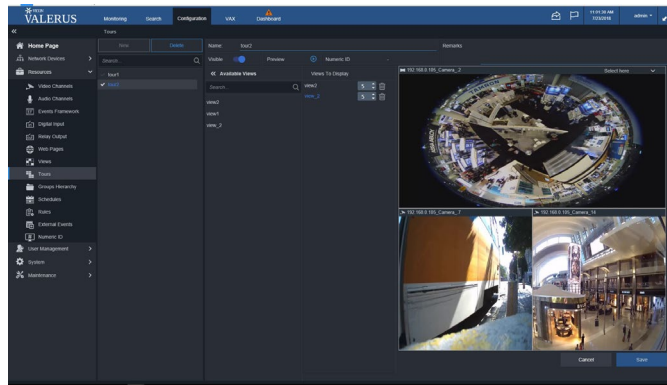 VICON
VALERUS
Monitoring Search Configuration VAX Dashboard
11:01:36 AM
7/23/2018
admin
Tours
Home Page
Network Devices
Resources
Video Channels
Audio Channels
Events Framework
Digital Input
Relay Output
Web Pages
Views
Tours
Groups Hierarchy
Schedules
Rules
External Events
Numeric ID
User Management
System
Maintenance
New Delete
Search...
tour1
tour2
Name: tour2 Remarks
Visible Preview Numeric ID
Available Views Views To Display
Search...
view2
view1
view_2
view2 5
view_2 5
192.168.0.105_Camera_2 Select here
192.168.0.105_Camera_7
192.168.0.105_Camera_14
Cancel Save